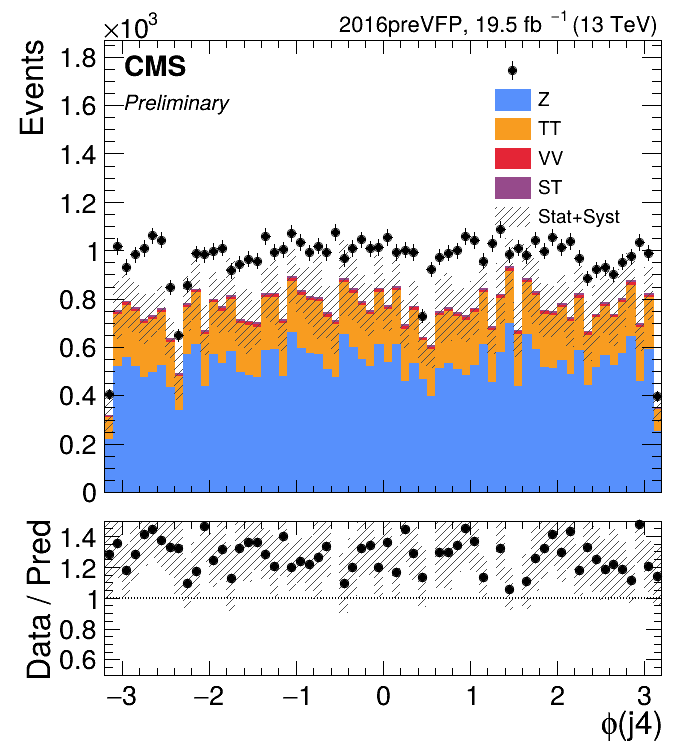 ×10³
2016preVFP, 19.5 fb⁻¹ (13 TeV)
CMS
Preliminary
Z
TT
VV
ST
Stat+Syst
Events
1.8
1.6
1.4
1.2
1
0.8
0.6
0.4
0.2
0
Data / Pred
1.4
1.2
1
0.8
0.6
−3 −2 −1 0 1 2 3
ϕ(j4)